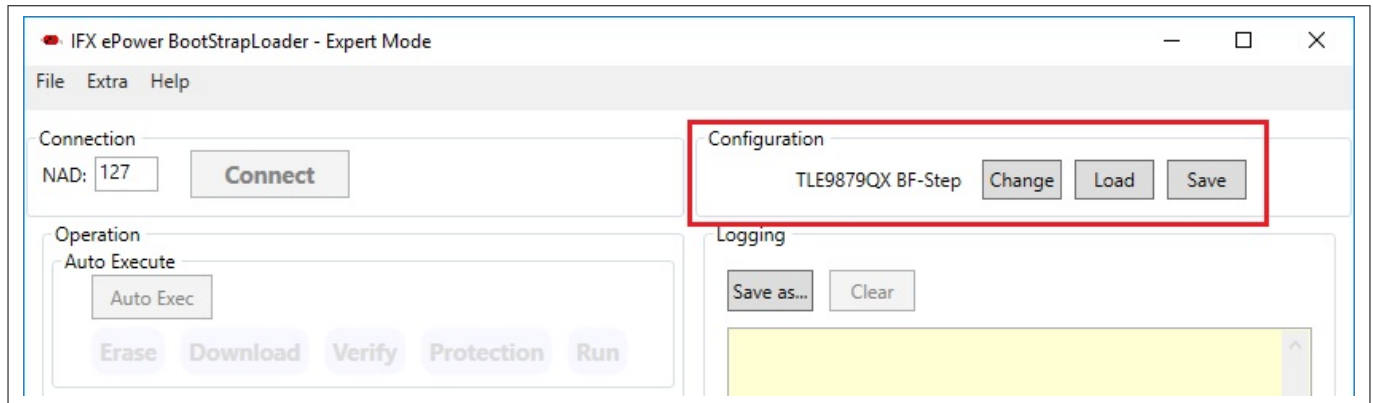 IFX ePower BootStrapLoader - Expert Mode
File Extra Help
Connection
NAD: 127 Connect
Configuration
TLE9879QX BF-Step Change Load Save
Operation
Auto Execute
Auto Exec
Erase Download Verify Protection Run
Logging
Save as... Clear